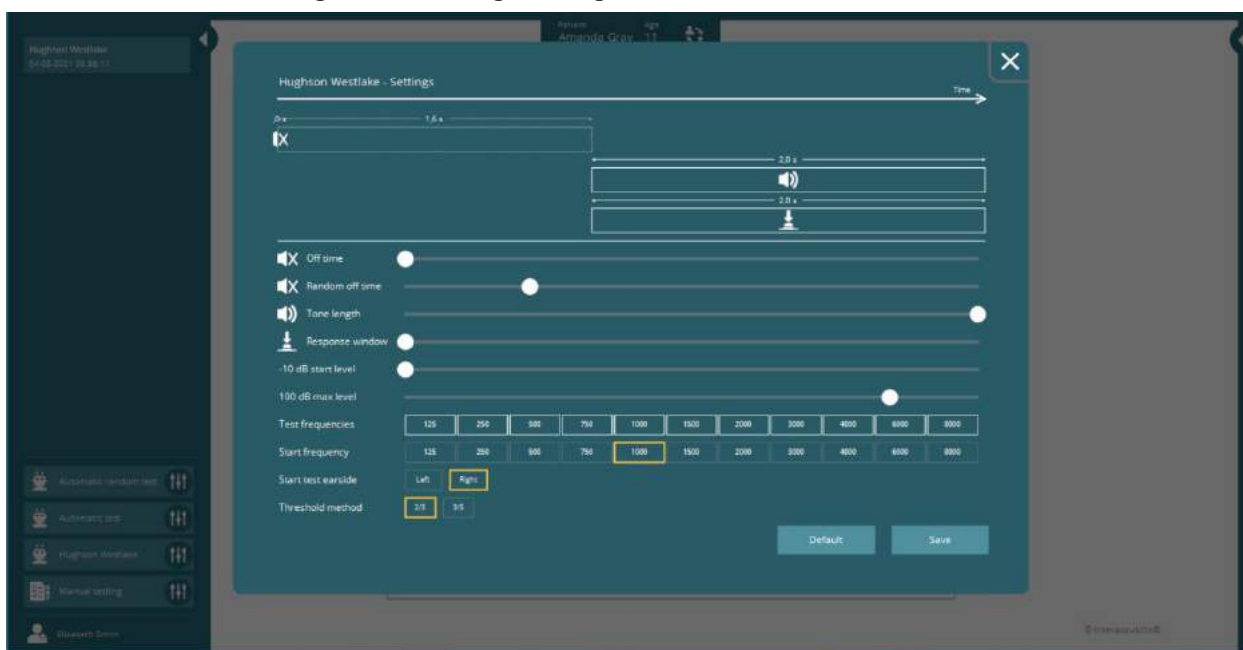 Patient Age
Amanda Gray 11
Hughson Westlake
Hughson Westlake - Settings
Time
1,6 s
2,0 s
2,0 s
Off time
Random off time
Tone length
Response window
-10 dB start level
100 dB max level
Test frequencies 125 250 500 750 1000 1500 2000 3000 4000 6000 8000
Start frequency 125 250 500 750 1000 1500 2000 3000 4000 6000 8000
Start test earside Left Right
Threshold method 2/3 3/5
Default Save
Automatic random test
Automatic test
Hughson Westlake
Manual testing